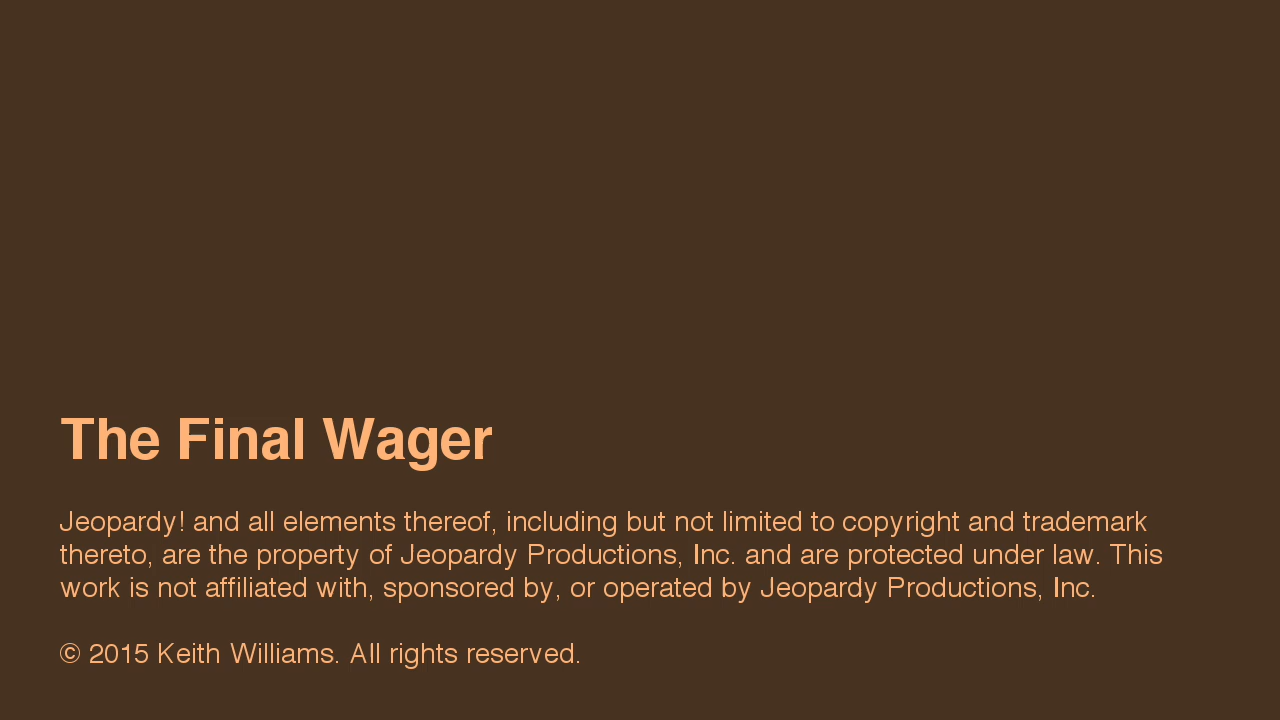 The Final Wager
Jeopardy! and all elements thereof, including but not limited to copyright and trademark
thereto, are the property of Jeopardy Productions, Inc. and are protected under law. This
work is not affiliated with, sponsored by, or operated by Jeopardy Productions, Inc.
© 2015 Keith Williams. All rights reserved.